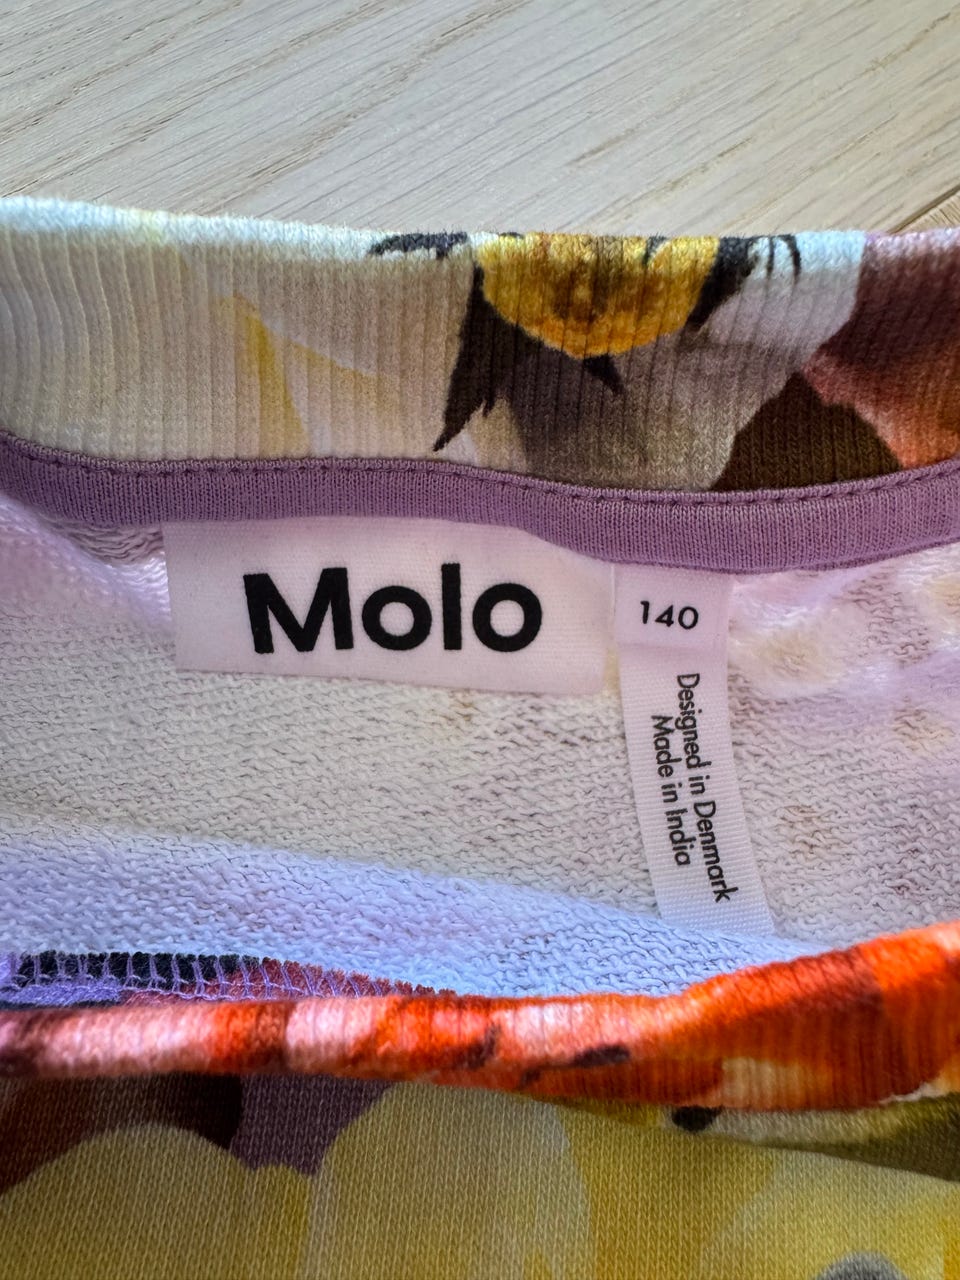 Molo
140
Designed in Denmark
Made in India